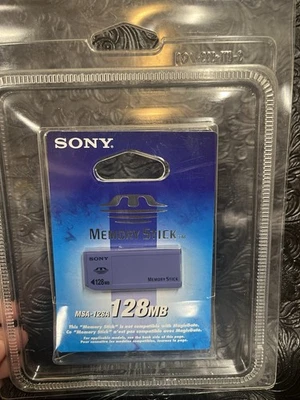 SONY
MEMORY STICK™
SONY
128MB
MEMORY STICK
MSA-128A 128MB
This "Memory Stick" is not compatible with MagicGate.
Ce "Memory Stick" n'est pas compatible avec MagicGate.